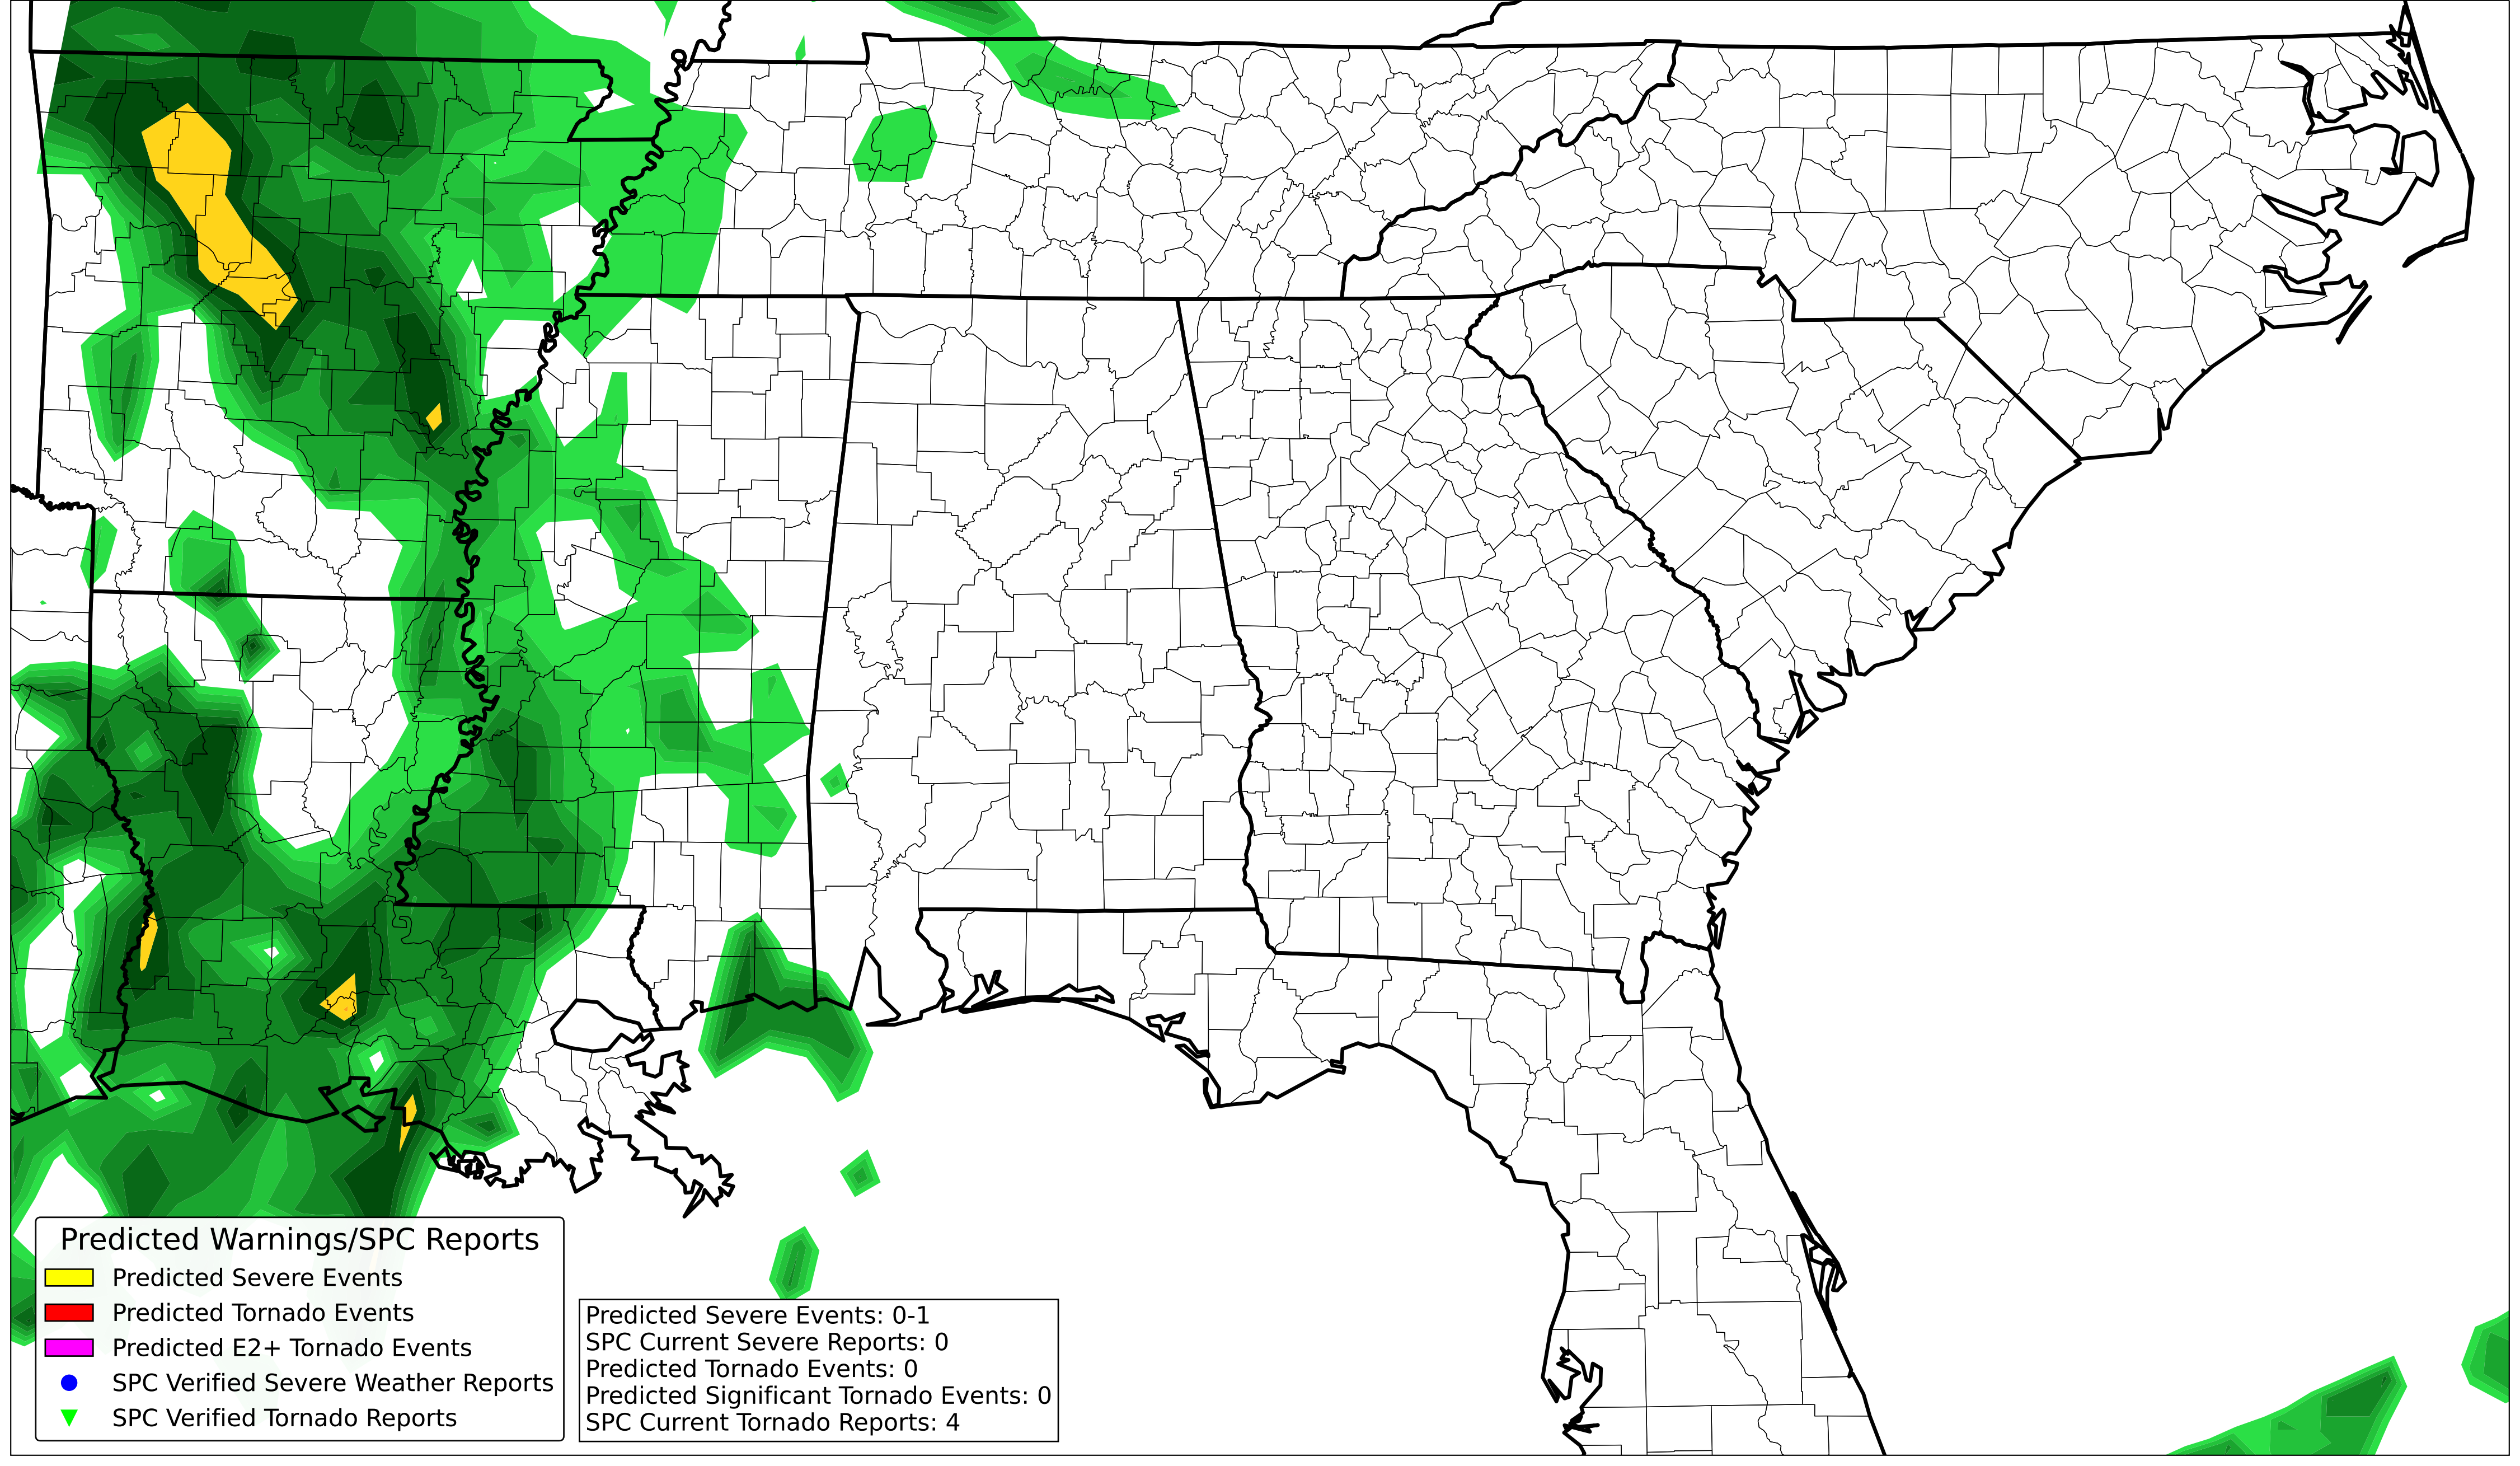 Predicted Warnings/SPC Reports
Predicted Severe Events
Predicted Tornado Events
Predicted E2+ Tornado Events
SPC Verified Severe Weather Reports
SPC Verified Tornado Reports
Predicted Severe Events: 0-1
SPC Current Severe Reports: 0
Predicted Tornado Events: 0
Predicted Significant Tornado Events: 0
SPC Current Tornado Reports: 4